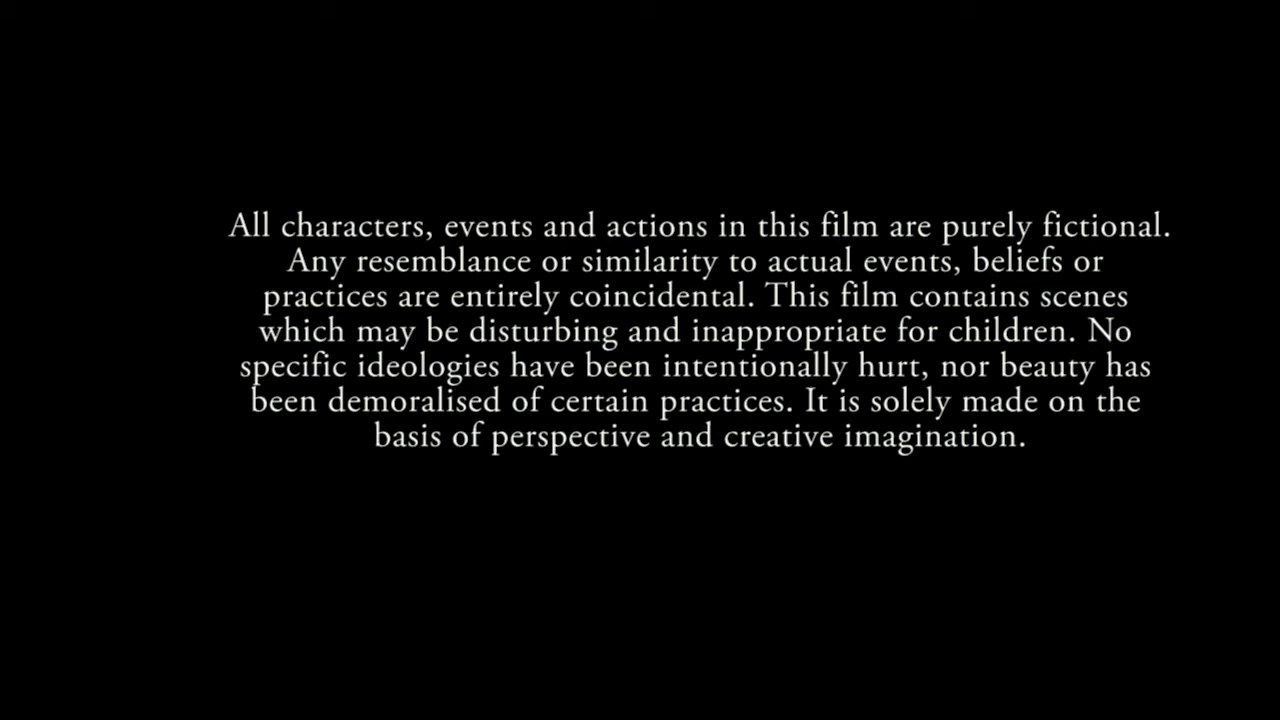 All characters, events and actions in this film are purely fictional.
Any resemblance or similarity to actual events, beliefs or
practices are entirely coincidental. This film contains scenes
which may be disturbing and inappropriate for children. No
specific ideologies have been intentionally hurt, nor beauty has
been demoralised of certain practices. It is solely made on the
basis of perspective and creative imagination.